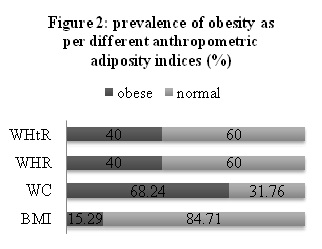 Figure 2: prevalence of obesity as
per different anthropometric
adiposity indices (%)
obese normal
WHtR 40 60
WHR 40 60
WC 68.24 31.76
BMI 15.29 84.71